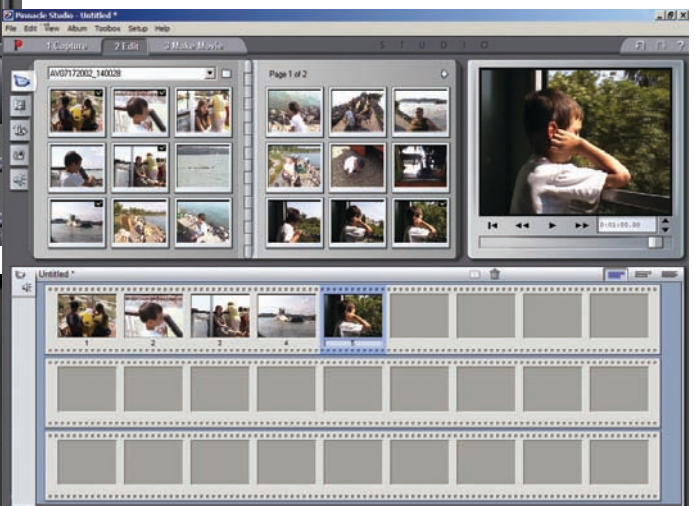 Pinnacle Studio - Untitled *
File Edit View Album Toolbox Setup Help
1 Capture 2 Edit 3 Make Movie STUDIO ?
AV07172002_140028
Page 1 of 2
0:01:00.00
Untitled *
1 2 3 4 5